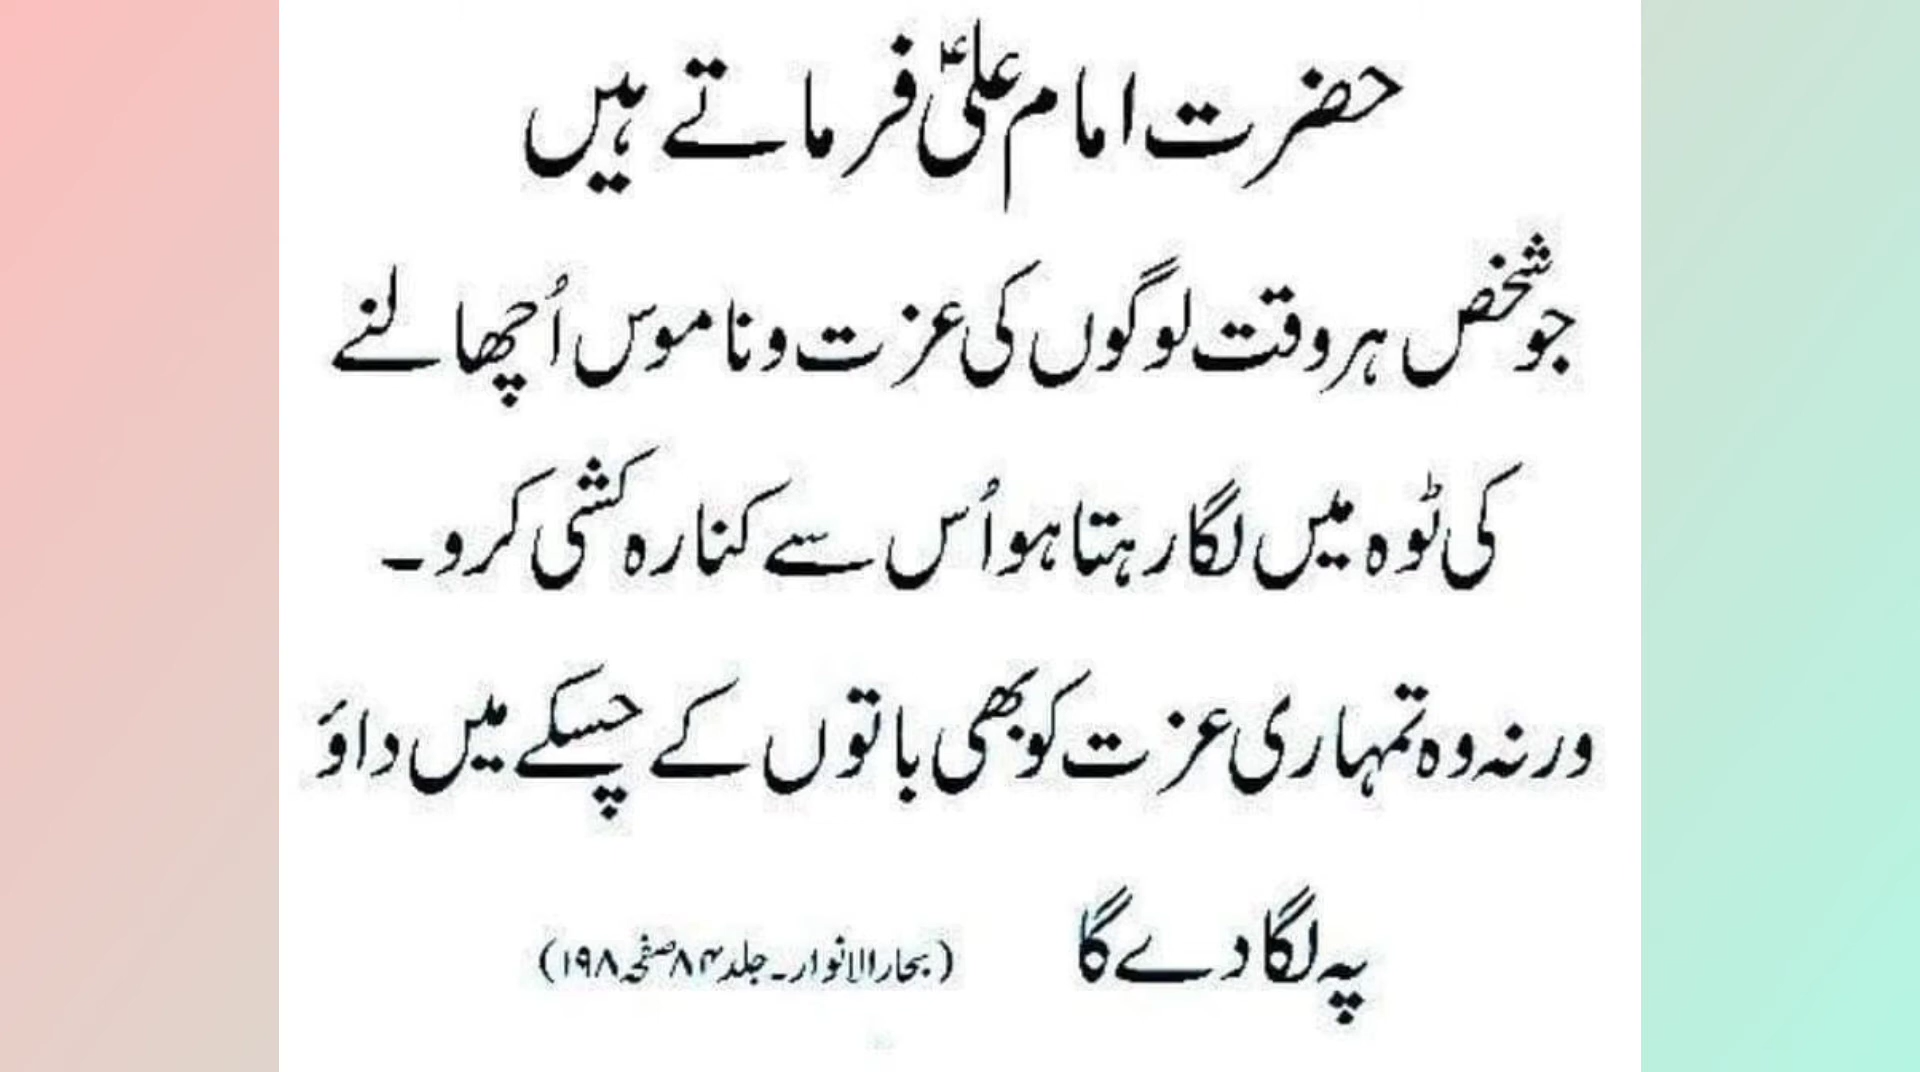 حضرت امام علیؑ فرماتے ہیں
جو شخص ہر وقت لوگوں کی عزت و ناموس اُچھالنے
کی ٹوہ میں لگا رہتا ہو اُس سے کنارہ کشی کرو۔
ورنہ وہ تمہاری عزت کو بھی باتوں کے چسکے میں داؤ
پہ لگا دے گا (بحار الانوار۔ جلد ۸۴ صفحہ ۱۹۸)